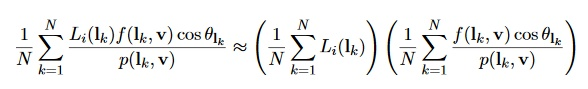 $$\frac{1}{N} \sum_{k=1}^{N} \frac{L_i(\mathbf{l}_k) f(\mathbf{l}_k, \mathbf{v}) \cos \theta_{\mathbf{l}_k}}{p(\mathbf{l}_k, \mathbf{v})} \approx \left( \frac{1}{N} \sum_{k=1}^{N} L_i(\mathbf{l}_k) \right) \left( \frac{1}{N} \sum_{k=1}^{N} \frac{f(\mathbf{l}_k, \mathbf{v}) \cos \theta_{\mathbf{l}_k}}{p(\mathbf{l}_k, \mathbf{v})} \right)$$